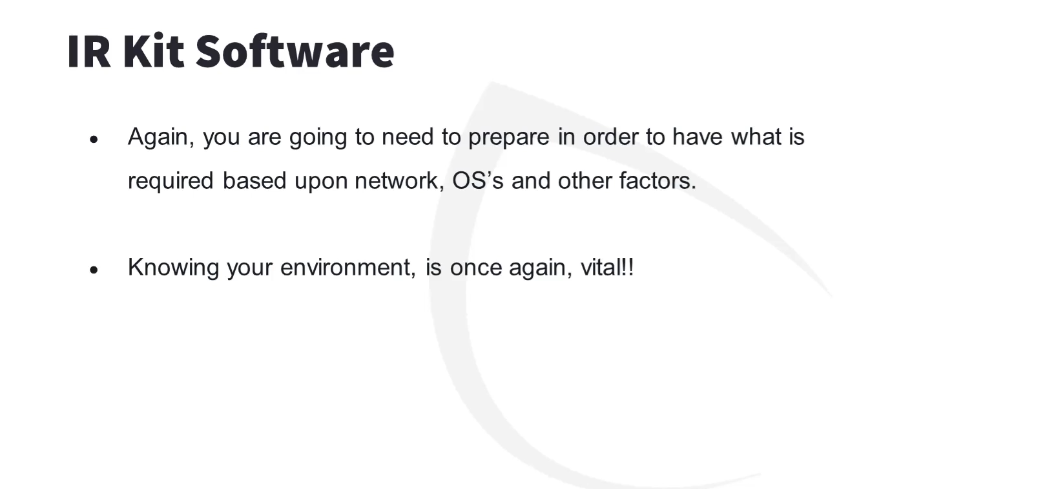 IR Kit Software
• Again, you are going to need to prepare in order to have what is
required based upon network, OS’s and other factors.
• Knowing your environment, is once again, vital!!